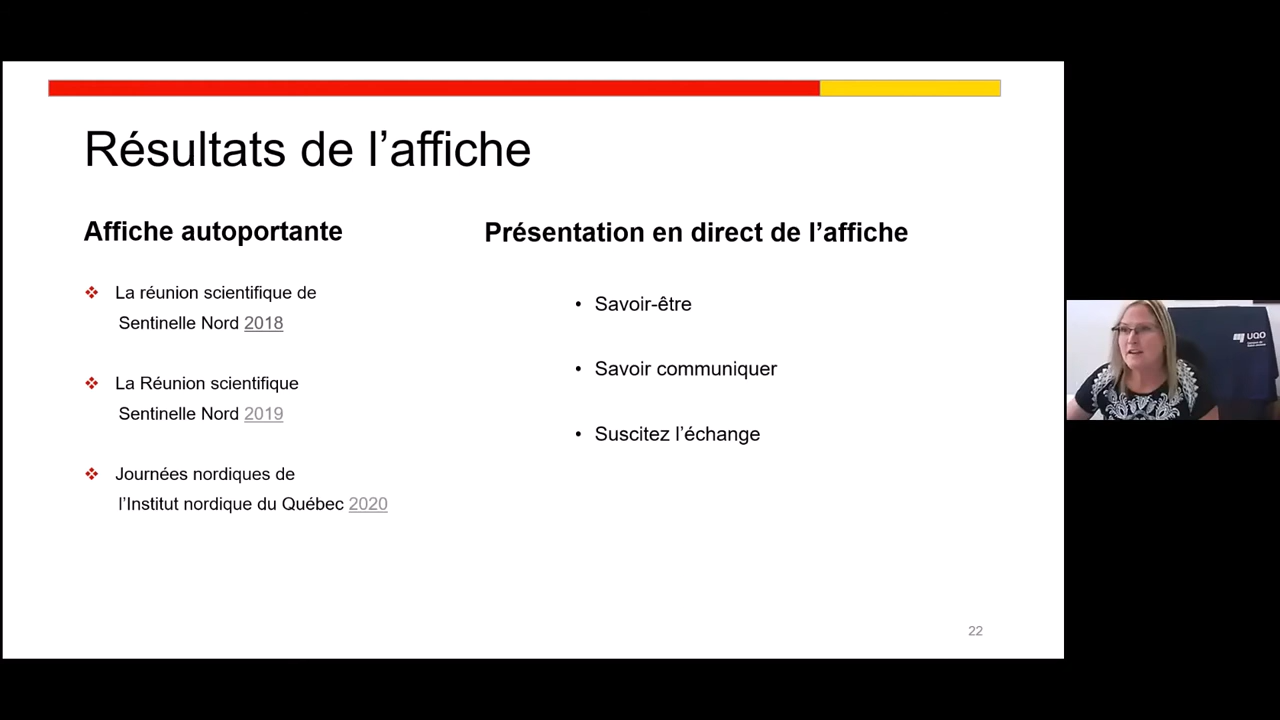 Résultats de l’affiche
Affiche autoportante
❖ La réunion scientifique de
Sentinelle Nord 2018
❖ La Réunion scientifique
Sentinelle Nord 2019
❖ Journées nordiques de
l’Institut nordique du Québec 2020
Présentation en direct de l’affiche
• Savoir-être
• Savoir communiquer
• Suscitez l’échange
22
UQO